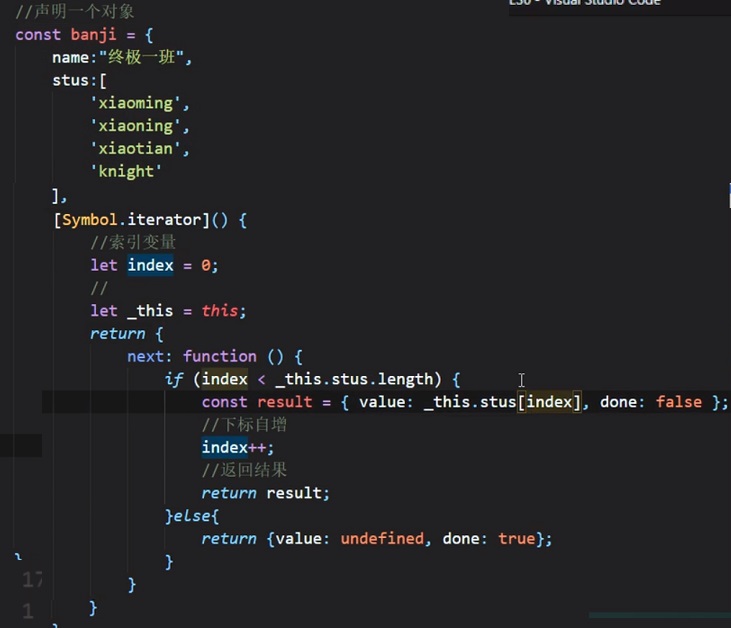 //声明一个对象
const banji = {
    name:"终极一班",
    stus:[
        'xiaoming',
        'xiaoning',
        'xiaotian',
        'knight'
    ],
    [Symbol.iterator]() {
        //索引变量
        let index = 0;
        //
        let _this = this;
        return {
            next: function () {
                if (index < _this.stus.length) {
                    const result = { value: _this.stus[index], done: false };
                    //下标自增
                    index++;
                    //返回结果
                    return result;
                }else{
                    return {value: undefined, done: true};
                }
            }
        }
Visual Studio Code
17
1